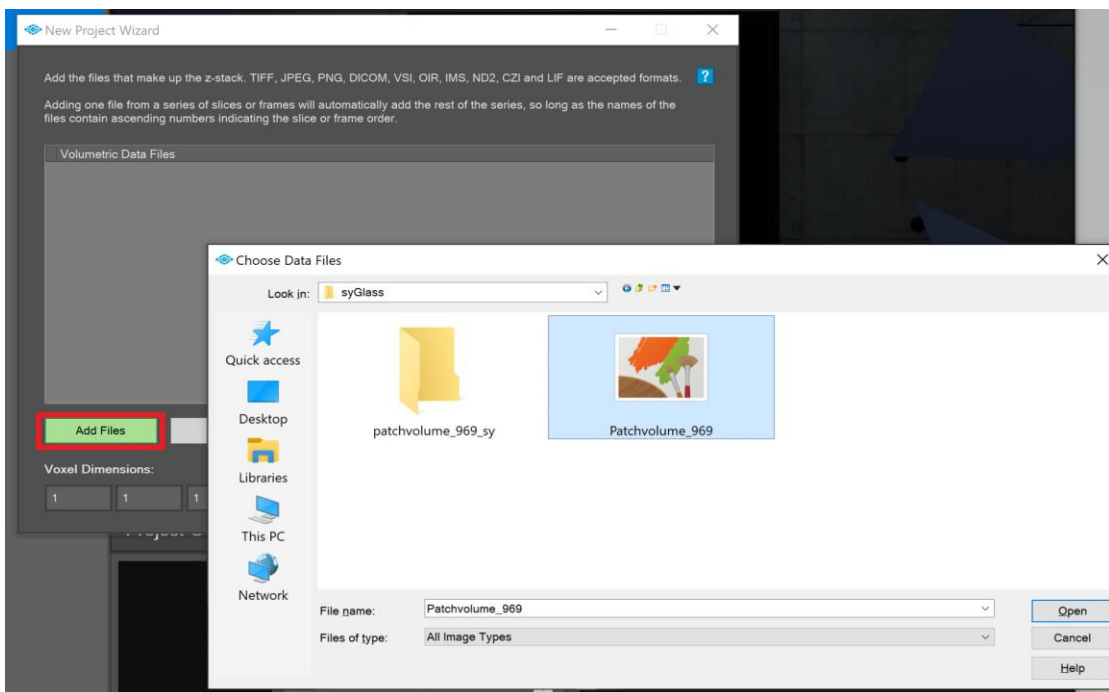 New Project Wizard
Add the files that make up the z-stack. TIFF, JPEG, PNG, DICOM, VSI, OIR, IMS, ND2, CZI and LIF are accepted formats. ?
Adding one file from a series of slices or frames will automatically add the rest of the series, so long as the names of the
files contain ascending numbers indicating the slice or frame order.
Volumetric Data Files
Add Files
Voxel Dimensions:
1 1 1
Choose Data Files
Look in: syGlass
Quick access
Desktop
Libraries
This PC
Network
patchvolume_969_sy Patchvolume_969
File name: Patchvolume_969 Open
Files of type: All Image Types Cancel
Help